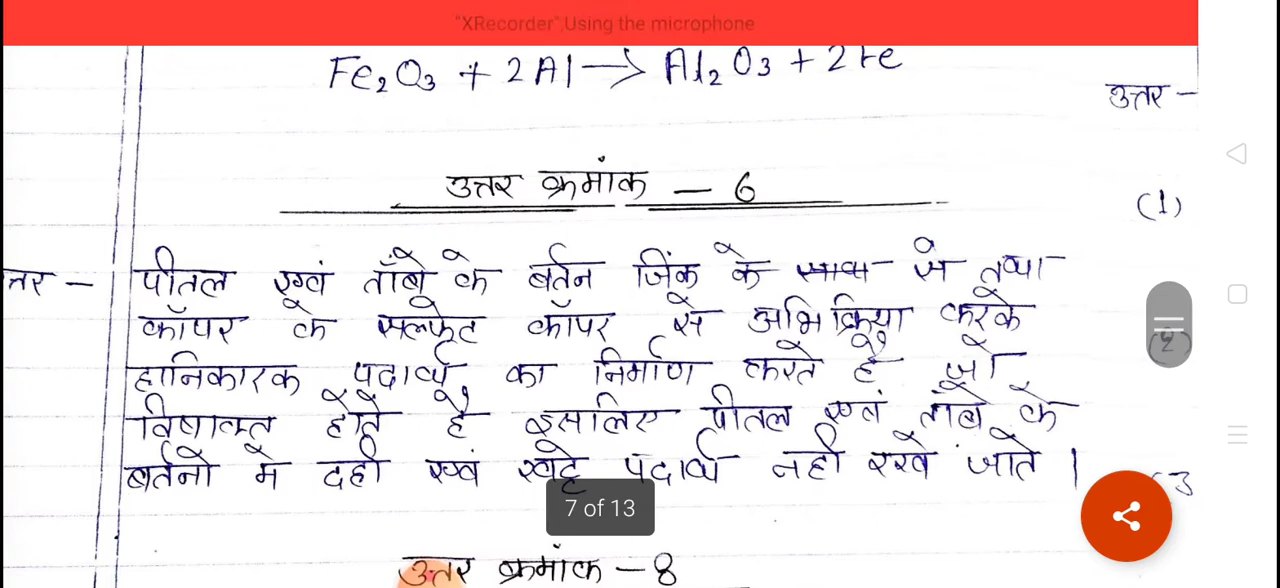 "XRecorder",Using the microphone
Fe₂O₃ + 2Al → Al₂O₃ + 2Fe
उत्तर –
उत्तर क्रमांक – 6
(1)
त्तर – पीतल एवं ताँबे के बर्तन जिंक के से तथा
कॉपर के सल्फेट कॉपर से अभिक्रिया करके
(2)
हानिकारक पदार्थ का निर्माण करते है जो
विषाक्त होते है इसलिए पीतल एवं तांबे के
बर्तनो मे दही एवं खट्टे पदार्थ नही रखे जाते ।
7 of 13
उत्तर क्रमांक – 8